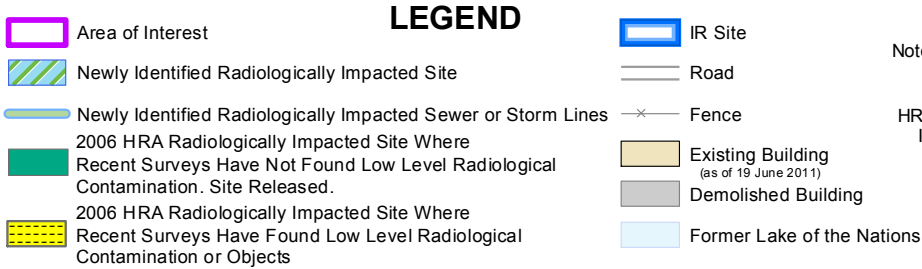 LEGEND
Area of Interest
Newly Identified Radiologically Impacted Site
Newly Identified Radiologically Impacted Sewer or Storm Lines
2006 HRA Radiologically Impacted Site Where
Recent Surveys Have Not Found Low Level Radiological
Contamination. Site Released.
2006 HRA Radiologically Impacted Site Where
Recent Surveys Have Found Low Level Radiological
Contamination or Objects
IR Site
Road
Fence
Existing Building
(as of 19 June 2011)
Demolished Building
Former Lake of the Nations